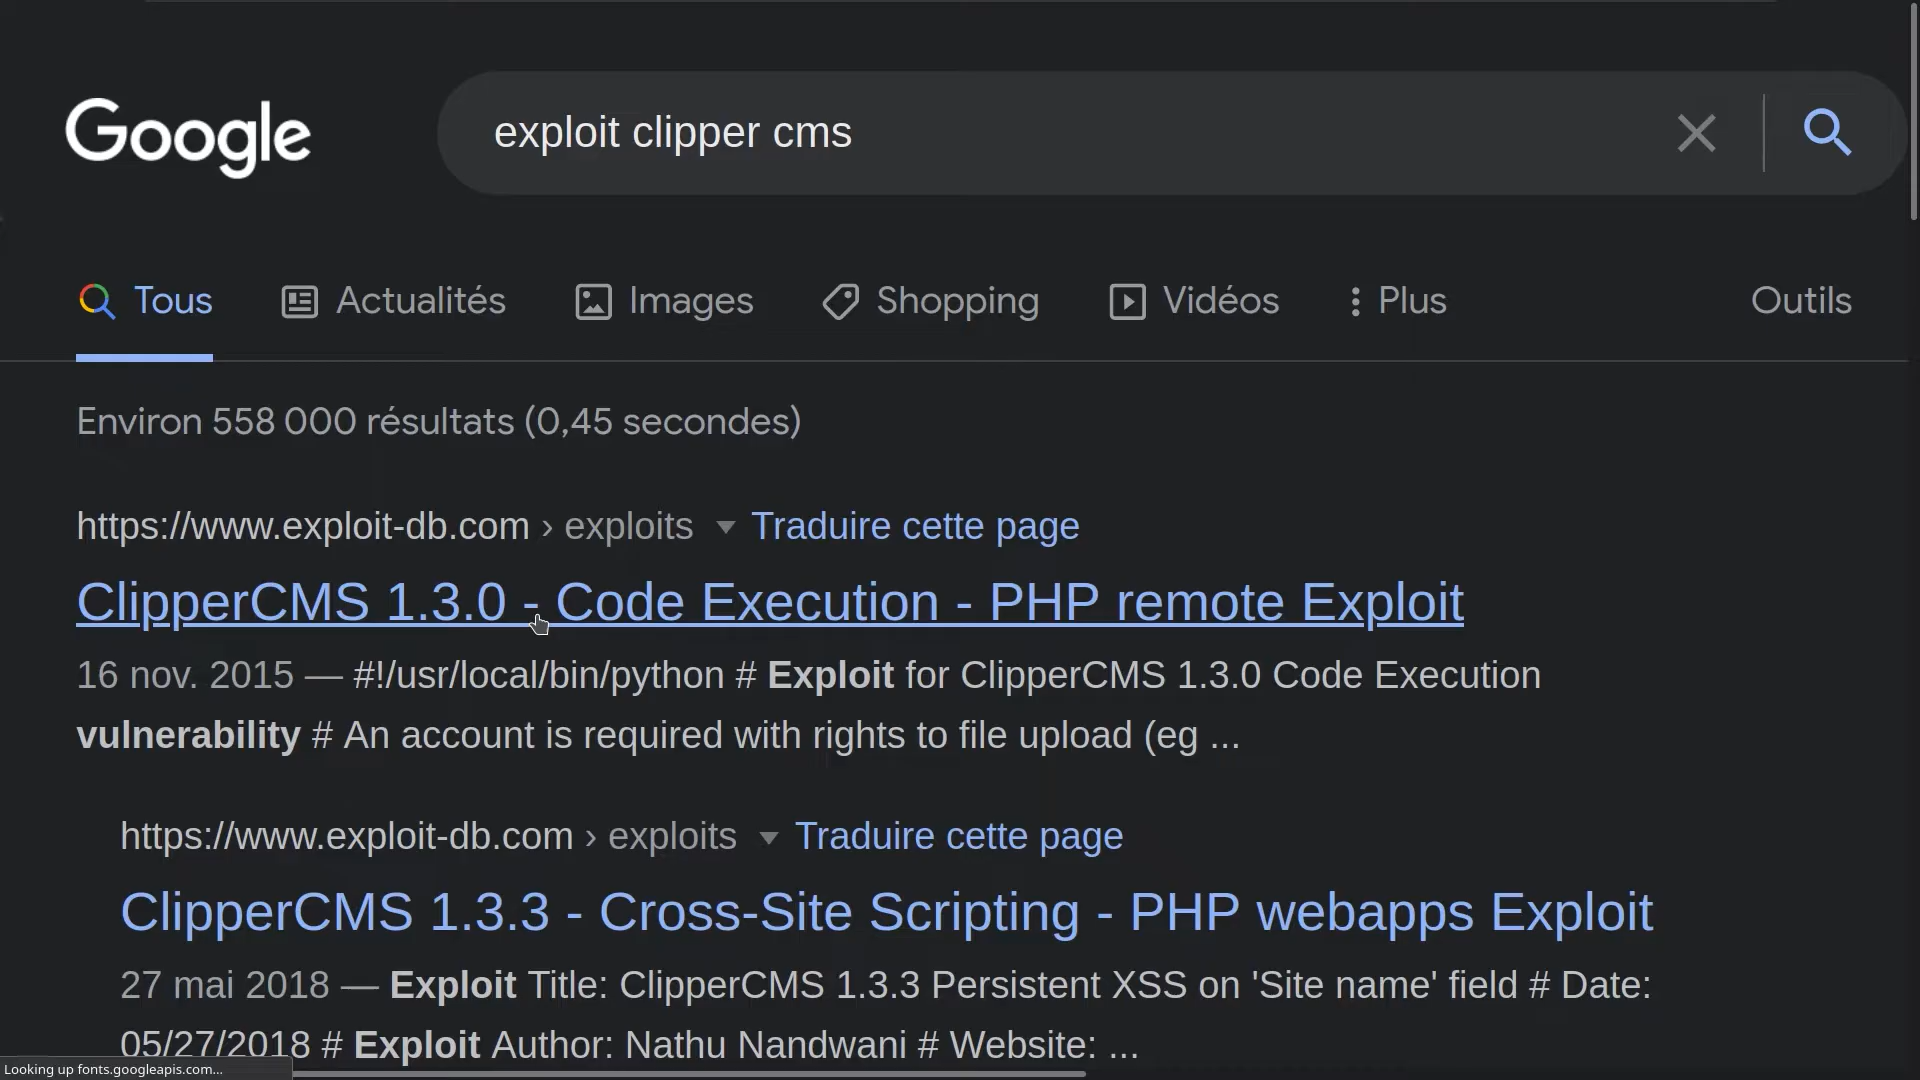 Google
exploit clipper cms
Tous Actualités Images Shopping Vidéos Plus Outils
Environ 558 000 résultats (0,45 secondes)
https://www.exploit-db.com › exploits Traduire cette page
ClipperCMS 1.3.0 - Code Execution - PHP remote Exploit
16 nov. 2015 — #!/usr/local/bin/python # Exploit for ClipperCMS 1.3.0 Code Execution
vulnerability # An account is required with rights to file upload (eg ...
https://www.exploit-db.com › exploits Traduire cette page
ClipperCMS 1.3.3 - Cross-Site Scripting - PHP webapps Exploit
27 mai 2018 — Exploit Title: ClipperCMS 1.3.3 Persistent XSS on 'Site name' field # Date:
05/27/2018 # Exploit Author: Nathu Nandwani # Website: ...
Looking up fonts.googleapis.com...